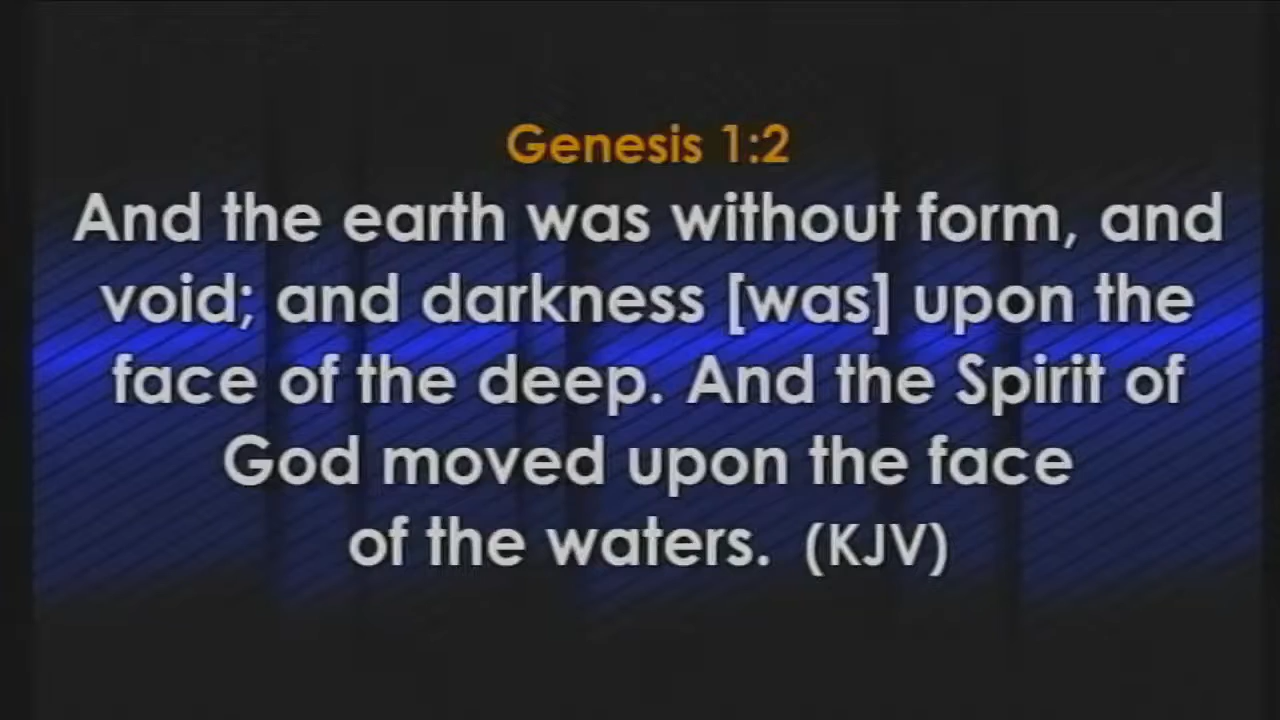 Genesis 1:2
And the earth was without form, and
void; and darkness [was] upon the
face of the deep. And the Spirit of
God moved upon the face
of the waters. (KJV)